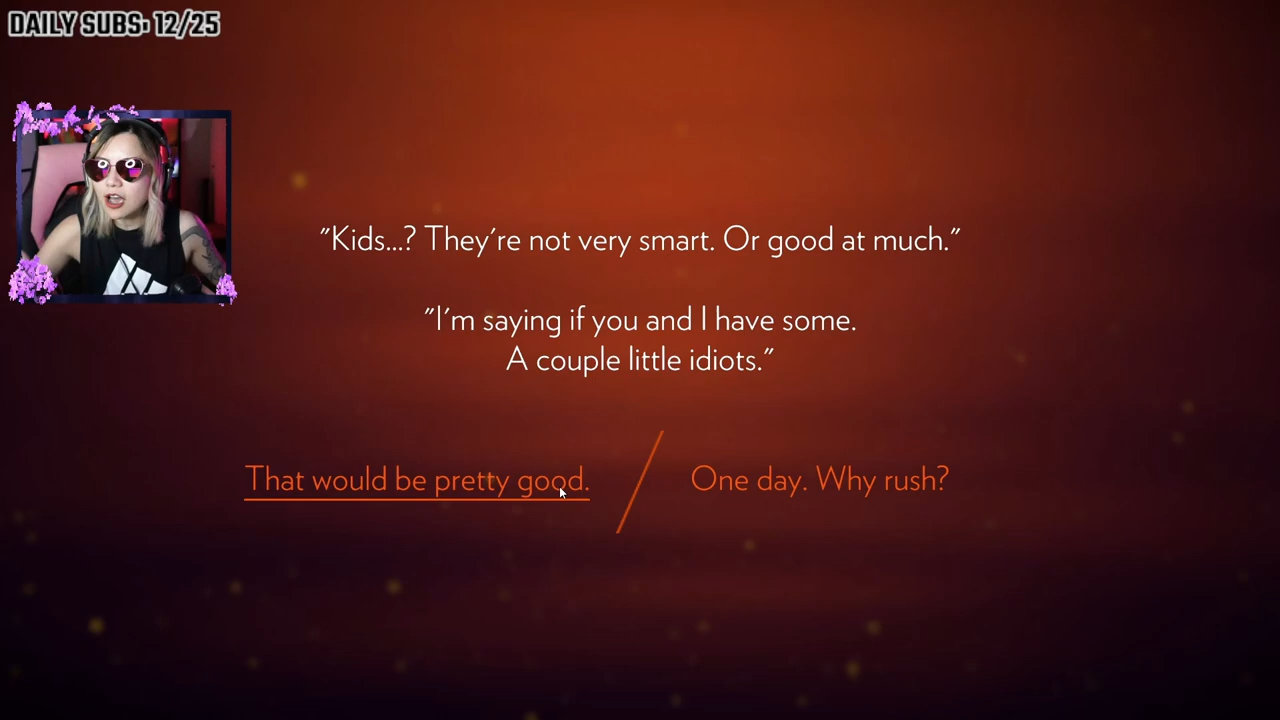 DAILY SUBS: 12/25
"Kids...? They're not very smart. Or good at much."
"I'm saying if you and I have some.
A couple little idiots."
That would be pretty good. / One day. Why rush?